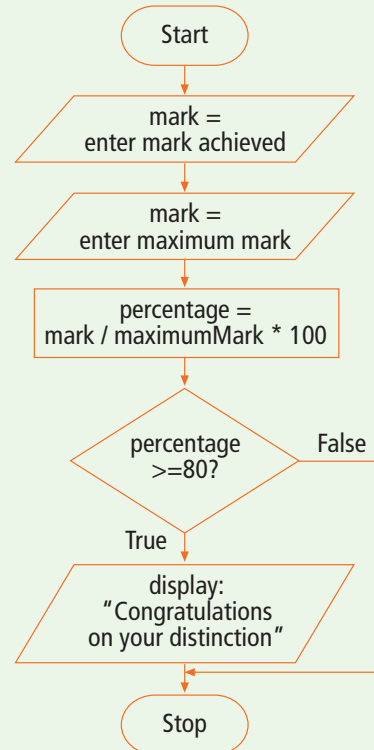 Start
mark =
enter mark achieved
mark =
enter maximum mark
percentage =
mark / maximumMark * 100
percentage
>=80?
False
True
display:
“Congratulations
on your distinction”
Stop